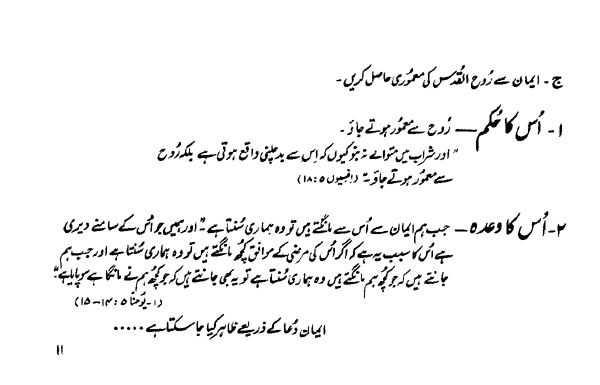 ج - ایمان سے رُوح القدس کی معموری حاصل کریں -
۱ - اُس کا حُکم — رُوح سے معمور ہوتے جاؤ -
"اور شراب میں متوالے نہ بنو کیوں کہ اِس سے بدچلنی واقع ہوتی ہے بلکہ رُوح
سے معمور ہوتے جاؤ -" (افسیوں ۵ : ۱۸)
۲- اُس کا وعدہ — جب ہم ایمان سے اُس سے مانگتے ہیں تو وہ ہماری سُنتا ہے - "اور ہمیں جو اُس کے سامنے دیری
ہے اُس کا سبب یہ ہے کہ اگر اُس کی مرضی کے موافق کچھ مانگتے ہیں تو وہ ہماری سُنتا ہے اور جب ہم
جانتے ہیں کہ جو کچھ ہم مانگتے ہیں وہ ہماری سُنتا ہے تو یہ بھی جانتے ہیں کہ جو کچھ ہم نے مانگا ہے سو پایا ہے"
(۱- یُوحنا ۵ : ۱۴ - ۱۵)
ایمان دُعا کے ذریعے ظاہر کیا جا سکتا ہے . . . . .
۱۱